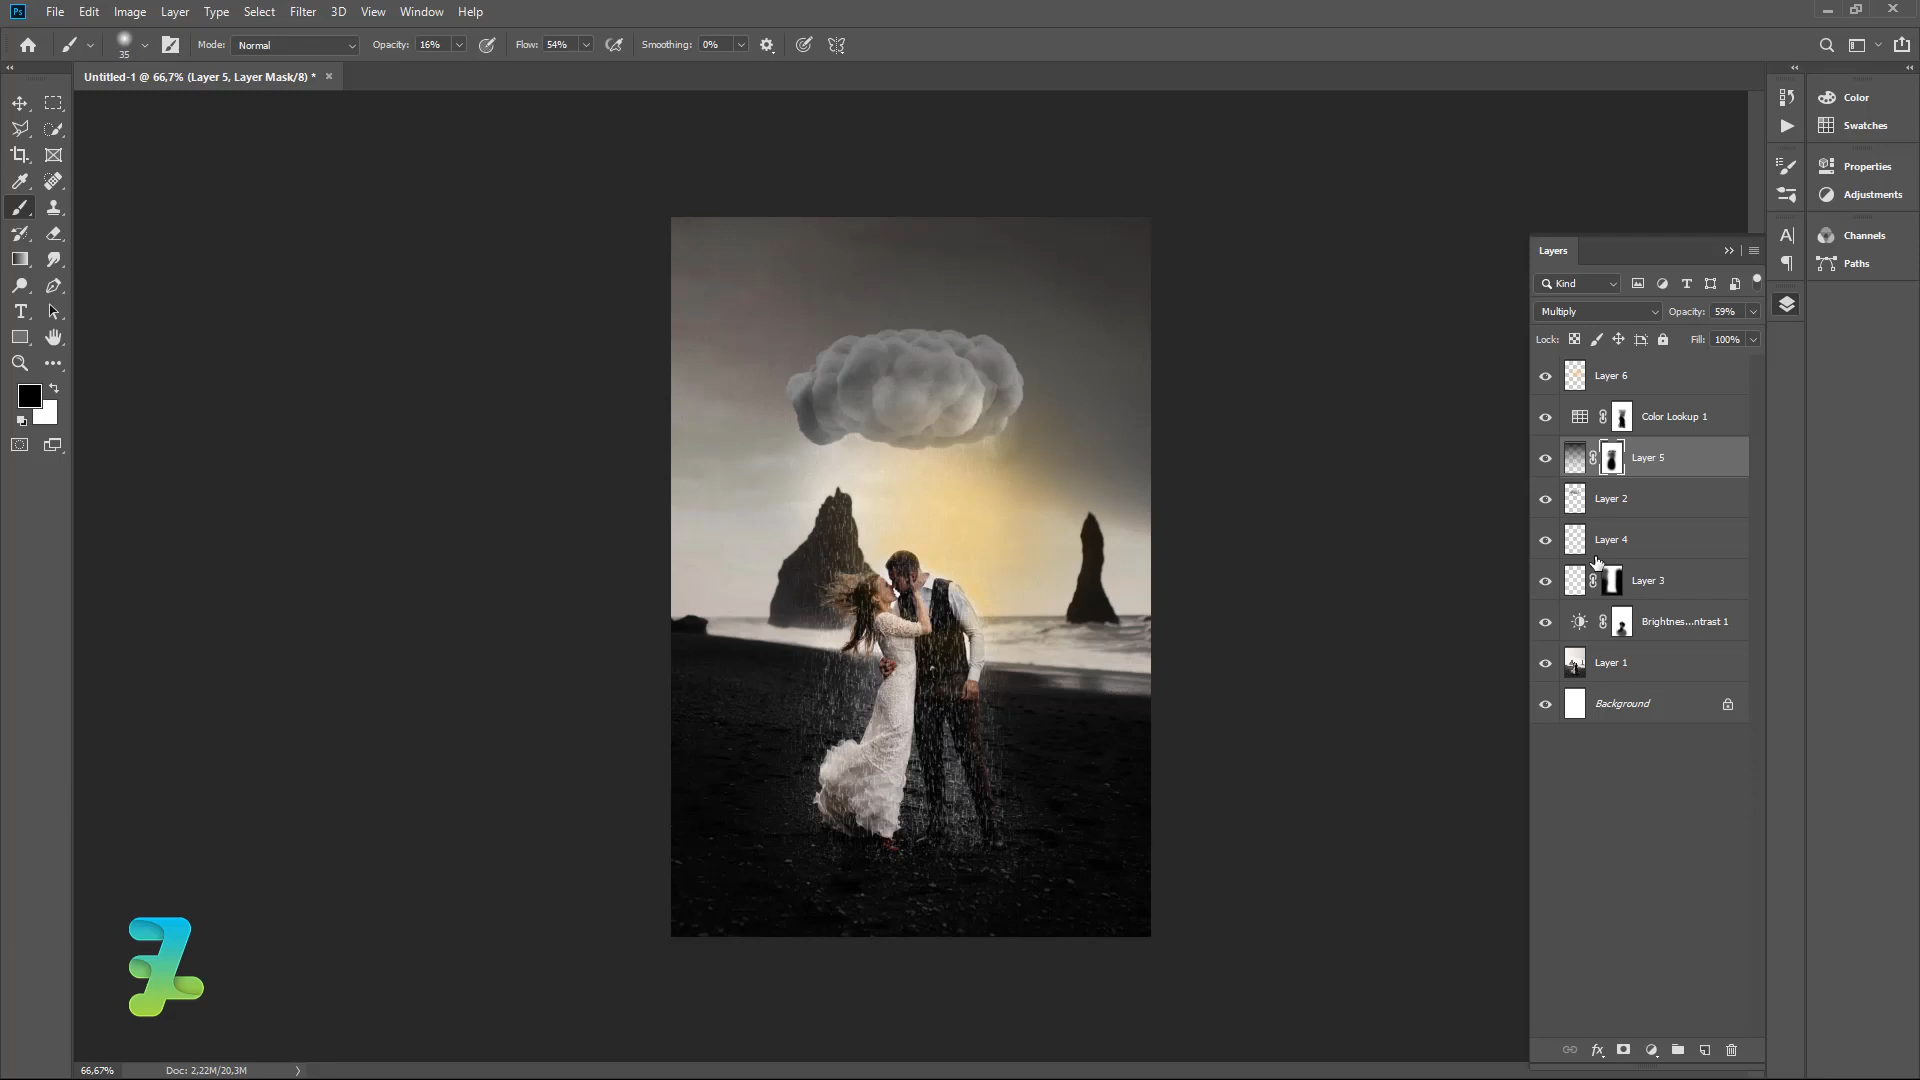 Ps File Edit Image Layer Type Select Filter 3D View Window Help
35 Mode: Normal Opacity: 16% Flow: 54% Smoothing: 0%
Untitled-1 @ 66,7% (Layer 5, Layer Mask/8) * ×
Color
Swatches
Properties
Adjustments
Channels
Paths
Layers
Kind
Multiply Opacity: 59%
Lock: Fill: 100%
Layer 6
Color Lookup 1
Layer 5
Layer 2
Layer 4
Layer 3
Brightnes...ntrast 1
Layer 1
Background
fx
66,67% Doc: 2,22M/20,3M